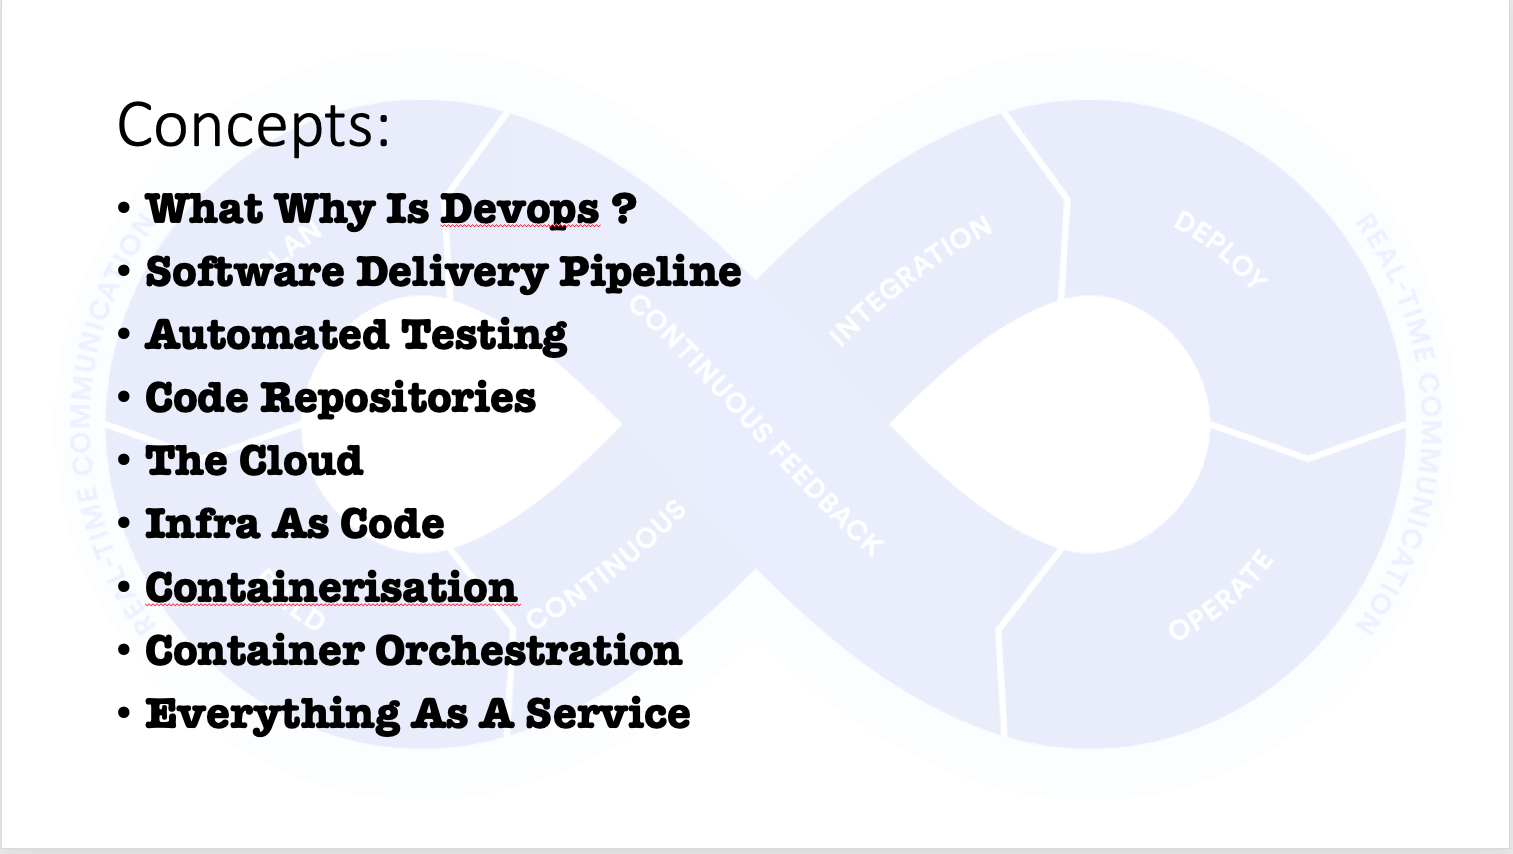 Concepts:
• What Why Is Devops ?
• Software Delivery Pipeline
• Automated Testing
• Code Repositories
• The Cloud
• Infra As Code
• Containerisation
• Container Orchestration
• Everything As A Service
REAL-TIME COMMUNICATION
CONTINUOUS FEEDBACK
CONTINUOUS
INTEGRATION
DEPLOY
OPERATE
REAL-TIME COMMUNICATION